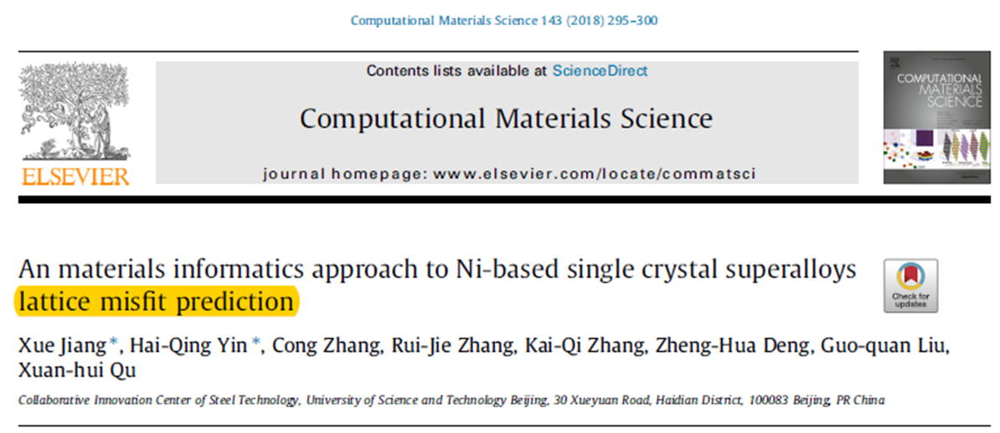 Computational Materials Science 143 (2018) 295–300
Contents lists available at ScienceDirect
Computational Materials Science
journal homepage: www.elsevier.com/locate/commatsci
ELSEVIER
COMPUTATIONAL
MATERIALS
SCIENCE
An materials informatics approach to Ni-based single crystal superalloys
lattice misfit prediction
Check for
updates
Xue Jiang*, Hai-Qing Yin*, Cong Zhang, Rui-Jie Zhang, Kai-Qi Zhang, Zheng-Hua Deng, Guo-quan Liu,
Xuan-hui Qu
Collaborative Innovation Center of Steel Technology, University of Science and Technology Beijing, 30 Xueyuan Road, Haidian District, 100083 Beijing, PR China